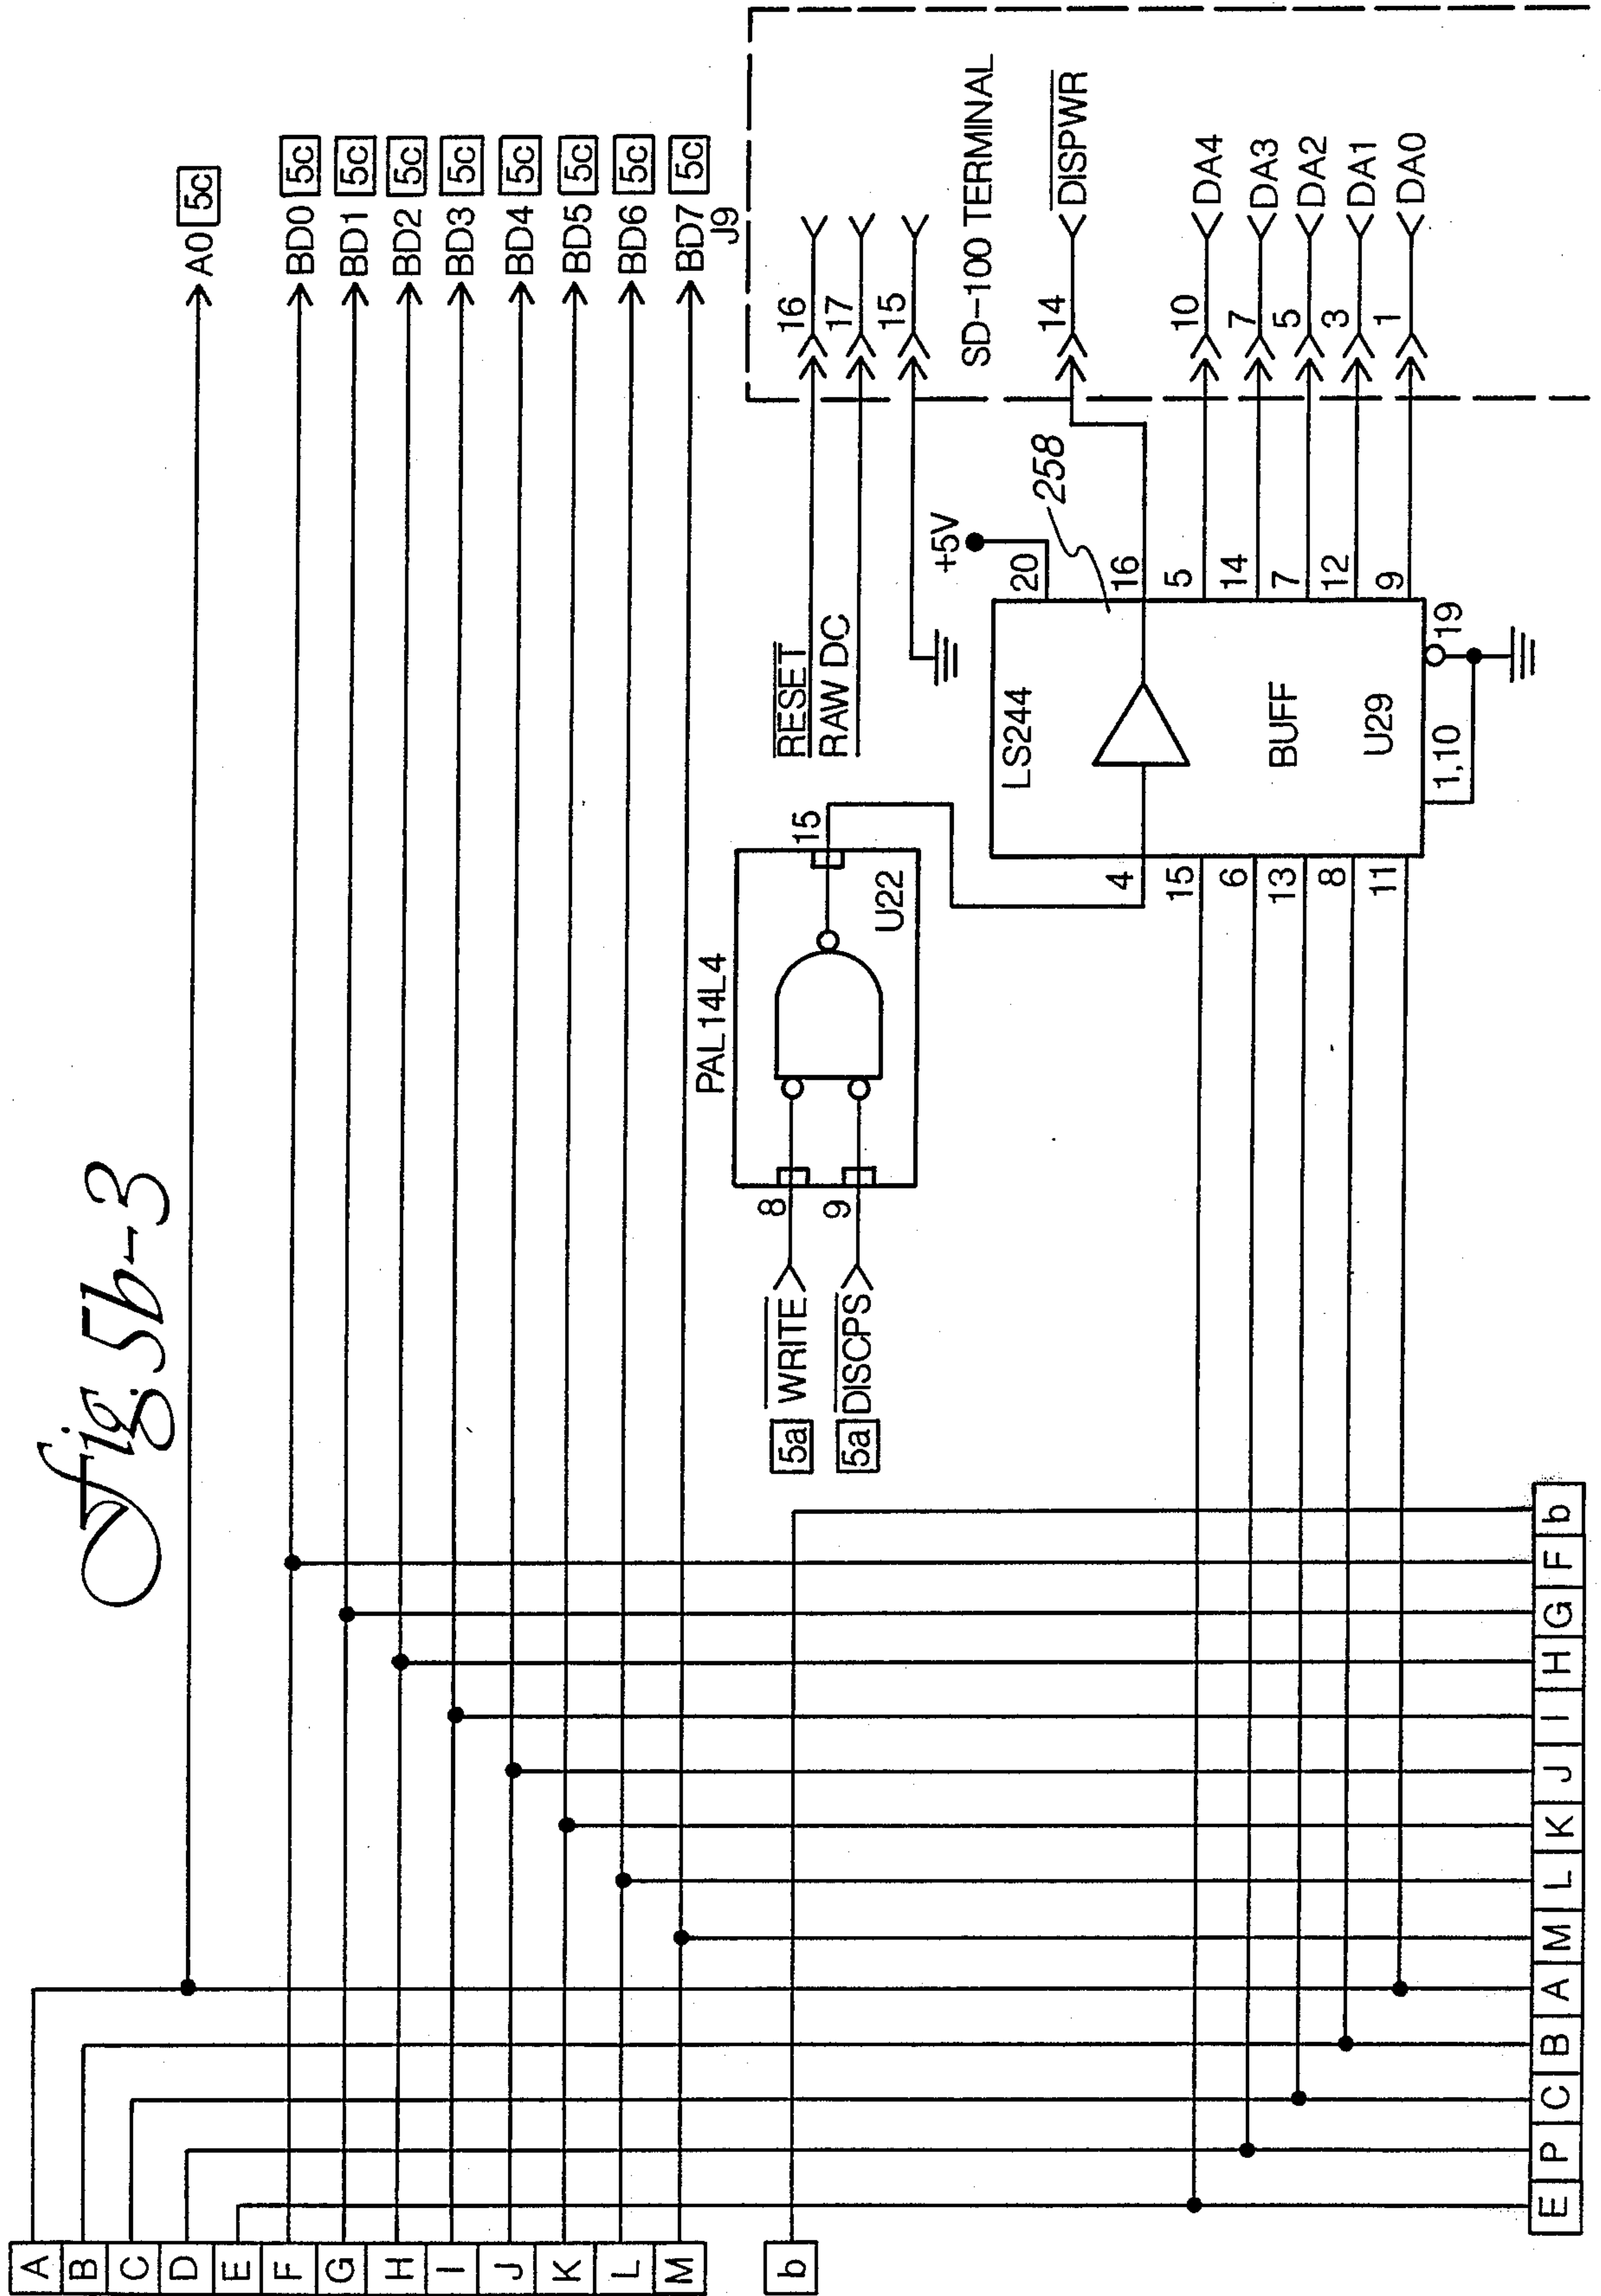 Fig. 5b-3
A
B
C
D
E
F
G
H
I
J
K
L
M
b
A0 5c
BD0 5c
BD1 5c
BD2 5c
BD3 5c
BD4 5c
BD5 5c
BD6 5c
BD7 5c
J9
PAL14L4
5a WRITE 8
5a DISCPS 9
15
U22
RESET 16
RAW DC 17
15
SD-100 TERMINAL
+5V
20
258
LS244
4 16 14 DISPWR
15 5 10 DA4
6 14 7 DA3
13 7 5 DA2
8 12 3 DA1
11 9 1 DA0
BUFF
U29
1,10 19
E P C B A M L K J I H G F b